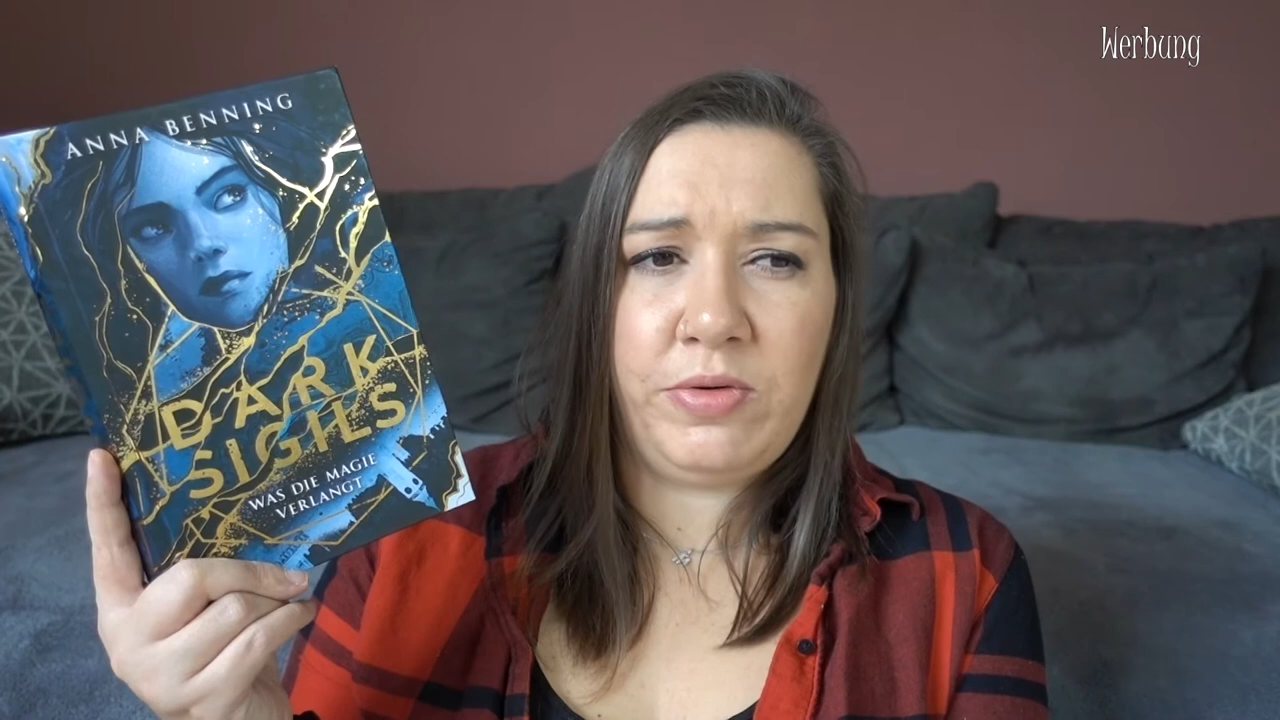 Werbung
ANNA BENNING
DARK
SIGILS
WAS DIE MAGIE
VERLANGT